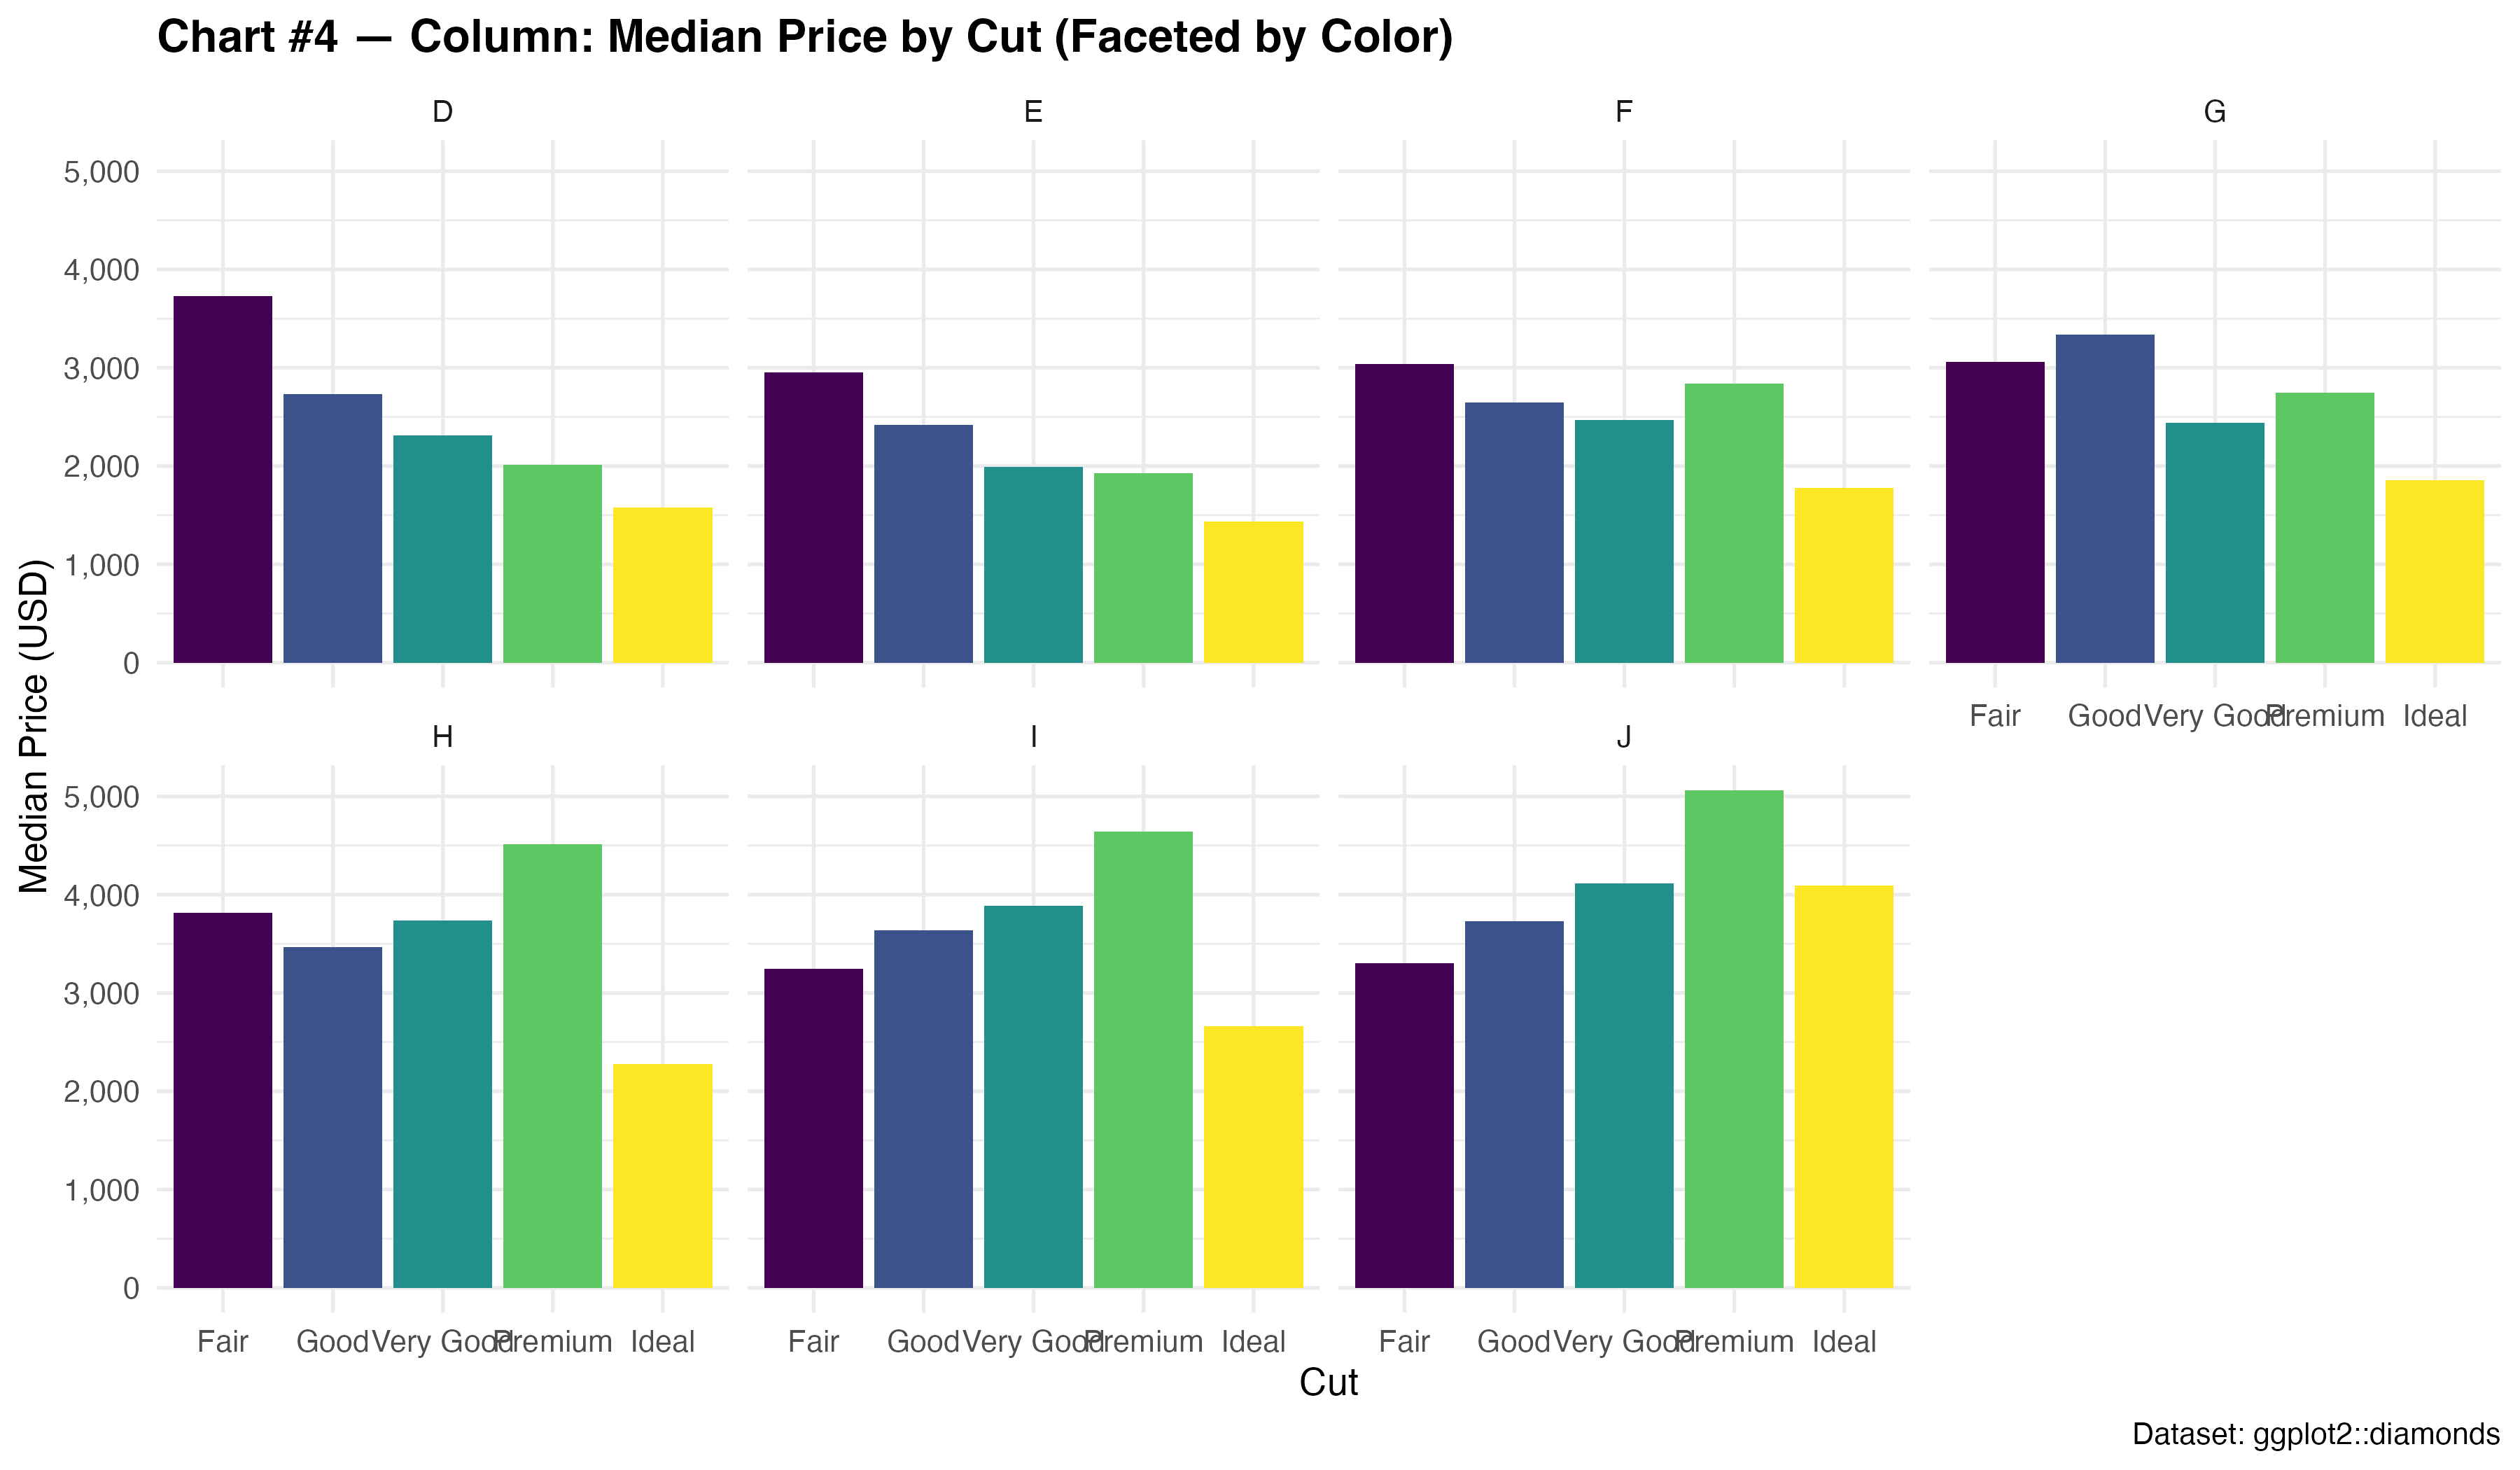 Chart #4 — Column: Median Price by Cut (Faceted by Color)
D E F G
5,000
4,000
3,000
2,000
1,000
0
Median Price (USD)
Fair Good Very Good Premium Ideal
H I J
5,000
4,000
3,000
2,000
1,000
0
Fair Good Very Good Premium Ideal Fair Good Very Good Premium Ideal Fair Good Very Good Premium Ideal
Cut
Dataset: ggplot2::diamonds